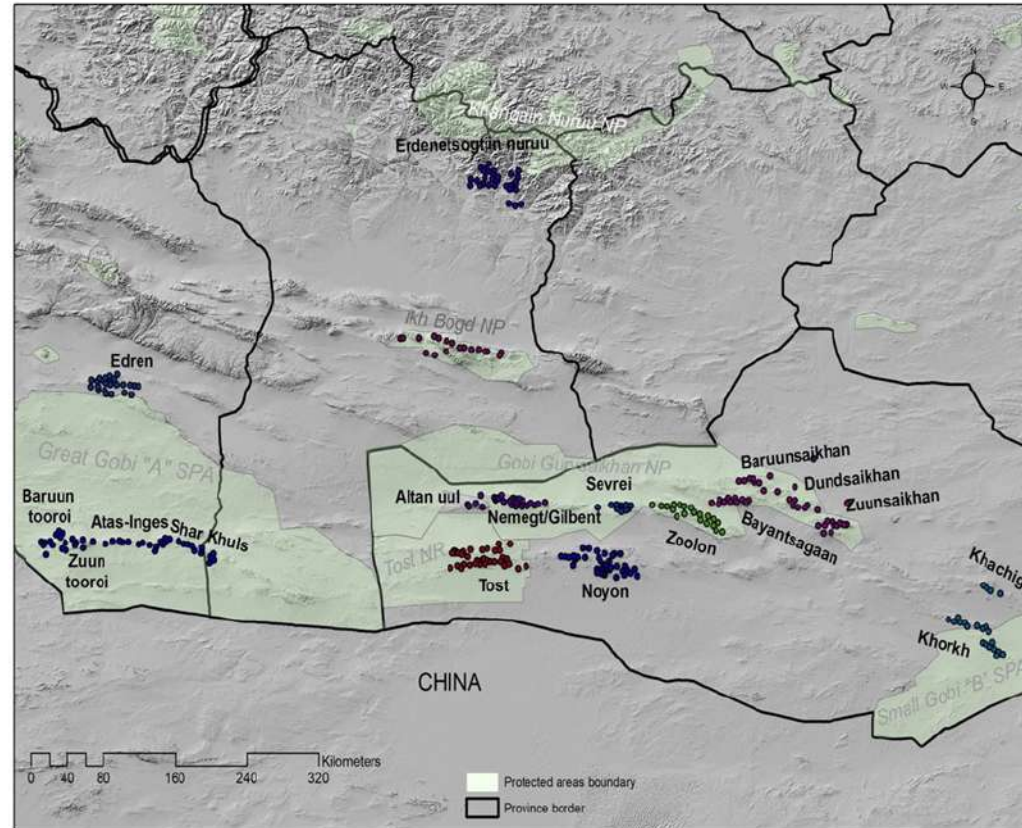 N
W E
S
Khangain Nuruu NP
Erdenetsogtiin nuruu
Ikh Bogd NP
Edren
Great Gobi "A" SPA
Gobi Gurvsaikhan NP
Baruunsaikhan
Dundsaikhan
Zuunsaikhan
Sevrei
Altan uul
Nemegt/Gilbent
Bayantsagaan
Zoolon
Baruun
tooroi
Atas-Inges
Shar Khuls
Zuun
tooroi
Tost NR
Tost
Noyon
Khachig
Khorkh
Small Gobi "B" SPA
CHINA
Kilometers
0 40 80 160 240 320
Protected areas boundary
Province border